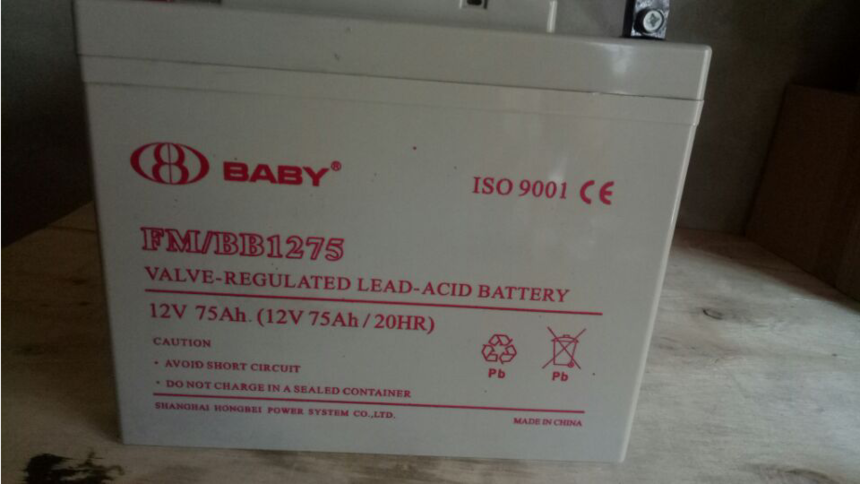 8 BABY®
ISO 9001 CE
FM/BB1275
VALVE-REGULATED LEAD-ACID BATTERY
12V 75Ah. (12V 75Ah / 20HR)
CAUTION
• AVOID SHORT CIRCUIT
• DO NOT CHARGE IN A SEALED CONTAINER
Pb Pb
SHANGHAI HONGBEI POWER SYSTEM CO.,LTD.
MADE IN CHINA